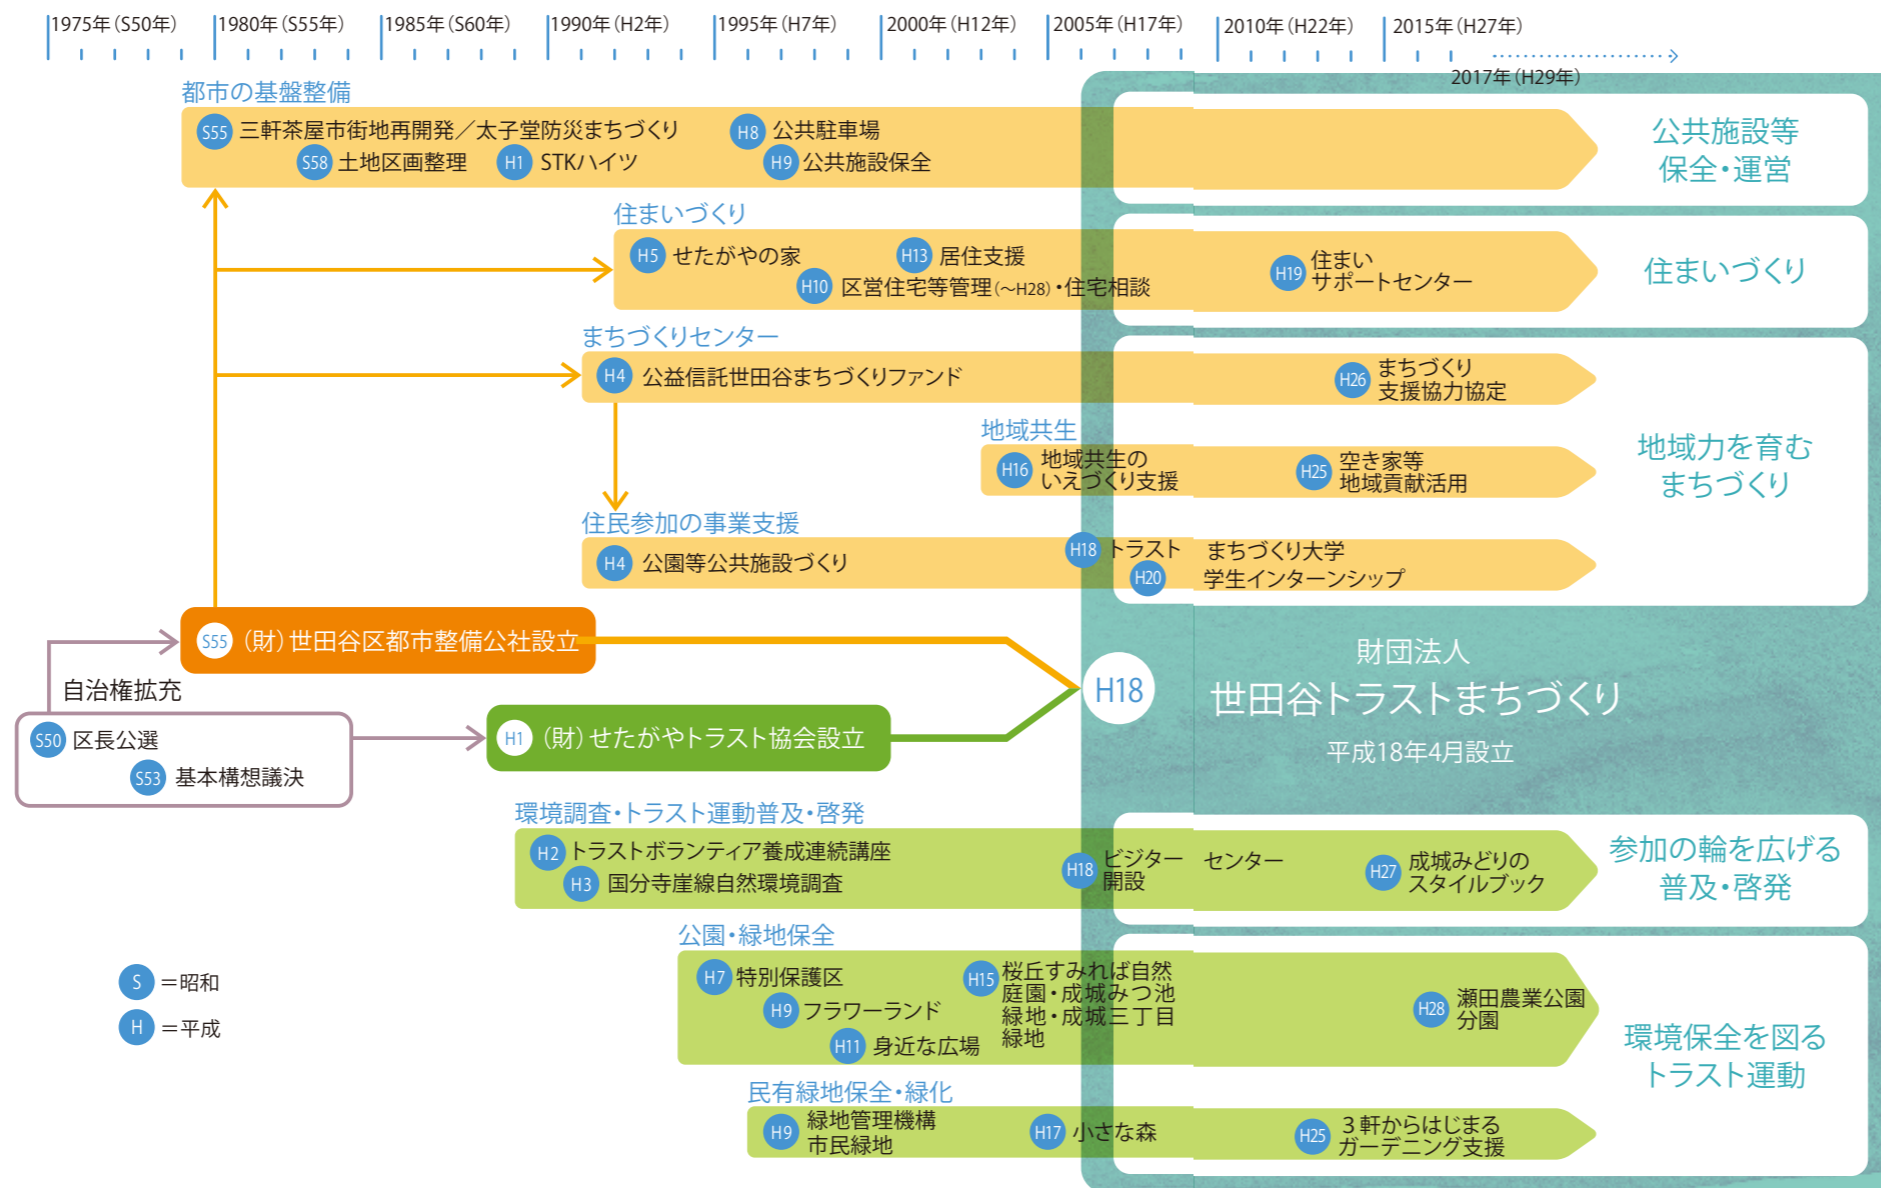 1975年（S50年）
1980年（S55年）
1985年（S60年）
1990年（H2年）
1995年（H7年）
2000年（H12年）
2005年（H17年）
2010年（H22年）
2015年（H27年）
2017年（H29年）
都市の基盤整備
S55 三軒茶屋市街地再開発／太子堂防災まちづくり
H8 公共駐車場
S58 土地区画整理
H1 STKハイツ
H9 公共施設保全
公共施設等
保全・運営
住まいづくり
H5 せたがやの家
H13 居住支援
H10 区営住宅等管理（～H28）・住宅相談
H19 住まい
サポートセンター
住まいづくり
まちづくりセンター
H4 公益信託世田谷まちづくりファンド
H26 まちづくり
支援協力協定
地域共生
H16 地域共生の
いえづくり支援
H25 空き家等
地域貢献活用
地域力を育む
まちづくり
住民参加の事業支援
H4 公園等公共施設づくり
H18 トラスト まちづくり大学
H20 学生インターンシップ
S55 （財）世田谷区都市整備公社設立
自治権拡充
S50 区長公選
S53 基本構想議決
H1 （財）せたがやトラスト協会設立
H18
財団法人
世田谷トラストまちづくり
平成18年4月設立
環境調査・トラスト運動普及・啓発
H2 トラストボランティア養成連続講座
H3 国分寺崖線自然環境調査
H18 ビジター センター
開設
H27 成城みどりの
スタイルブック
参加の輪を広げる
普及・啓発
公園・緑地保全
H7 特別保護区
H9 フラワーランド
H11 身近な広場
H15 桜丘すみれば自然
庭園・成城みつ池
緑地・成城三丁目
緑地
H28 瀬田農業公園
分園
環境保全を図る
トラスト運動
民有緑地保全・緑化
H9 緑地管理機構
市民緑地
H17 小さな森
H25 3軒からはじまる
ガーデニング支援
S ＝昭和
H ＝平成